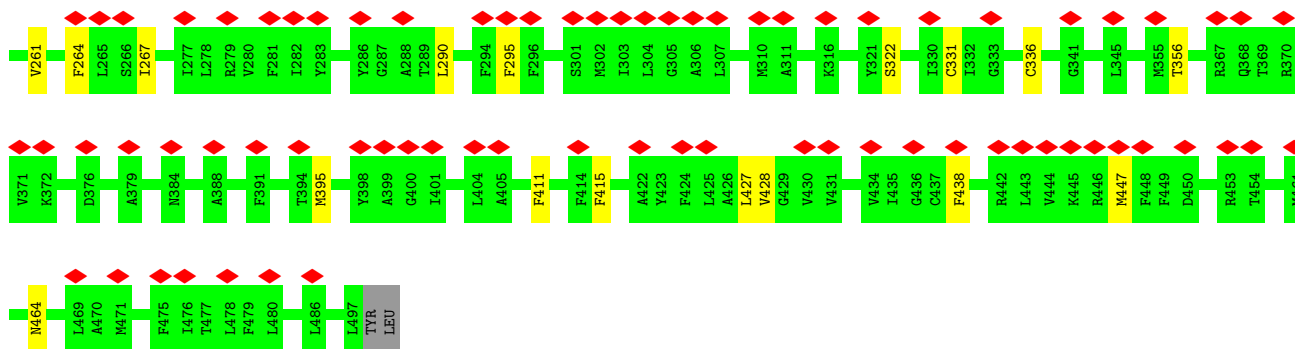 V261 F264 L265 S266 I267 I277 L278 R279 V280 F281 I282 Y283 Y286 G287 A288 T289 L290 F294 F295 F296 S301 M302 I303 L304 G305 A306 L307 M310 A311 K316 Y321 S322 I330 C331 I332 G333 C336 G341 L345 M355 T356 R367 Q368 T369 R370
V371 K372 D376 A379 N384 A388 F391 T394 M395 Y398 A399 G400 I401 L404 A405 F411 F414 F415 A422 Y423 F424 L425 A426 L427 V428 G429 V430 V431 V434 I435 G436 C437 F438 R442 L443 V444 K445 R446 M447 F448 F449 D450 R453 T454
N464 L469 A470 M471 F475 I476 T477 L478 F479 L480 L486 L497 TYR LEU